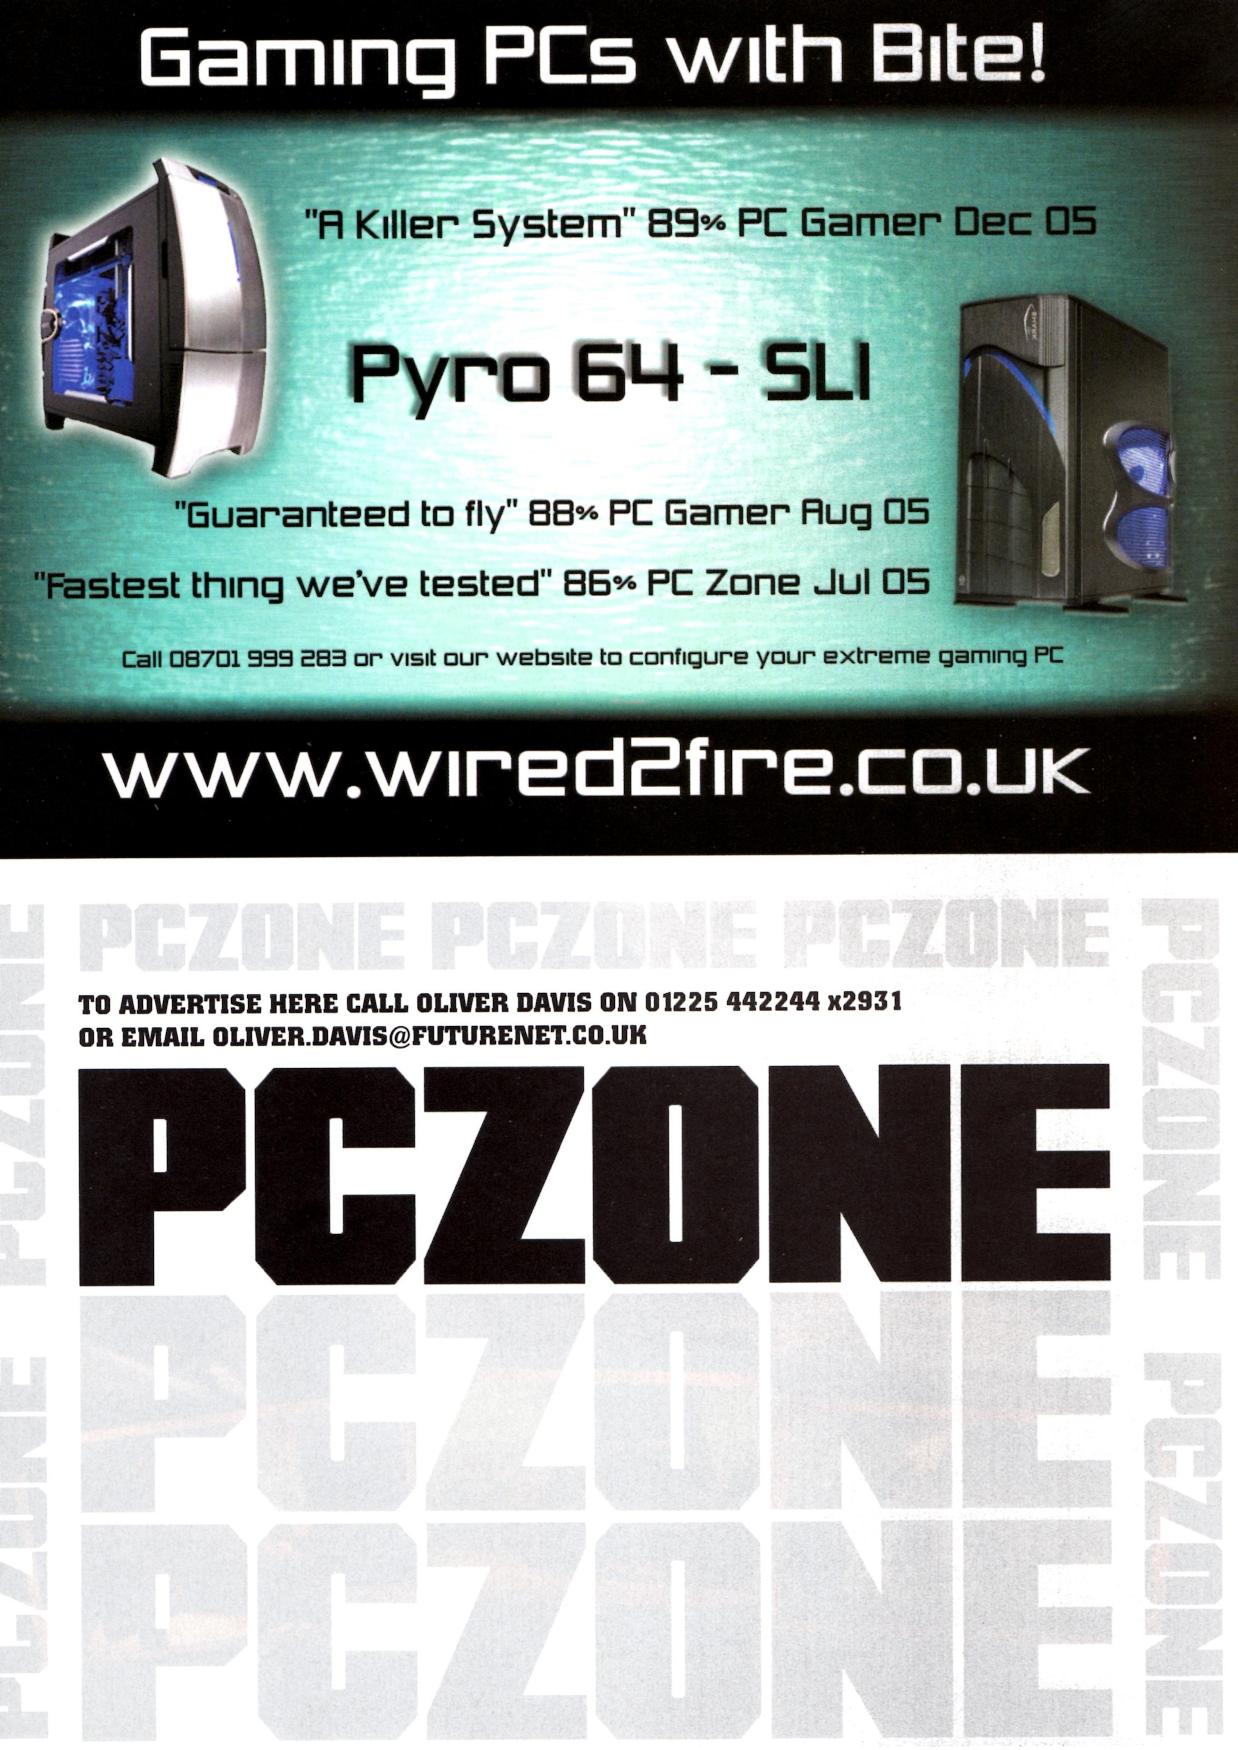 Gaming PCs with Bite!
"A Killer System" 89% PC Gamer Dec 05
Pyro 64 - SLI
"Guaranteed to fly" 88% PC Gamer Aug 05
"Fastest thing we've tested" 86% PC Zone Jul 05
Call 08701 999 283 or visit our website to configure your extreme gaming PC
www.wired2fire.co.uk
PCZONE PCZONE PCZONE
PCZONE
PCZONE
PCZONE
PCZONE
TO ADVERTISE HERE CALL OLIVER DAVIS ON 01225 442244 x2931
OR EMAIL OLIVER.DAVIS@FUTURENET.CO.UK
PCZONE
PCZONE
PCZONE